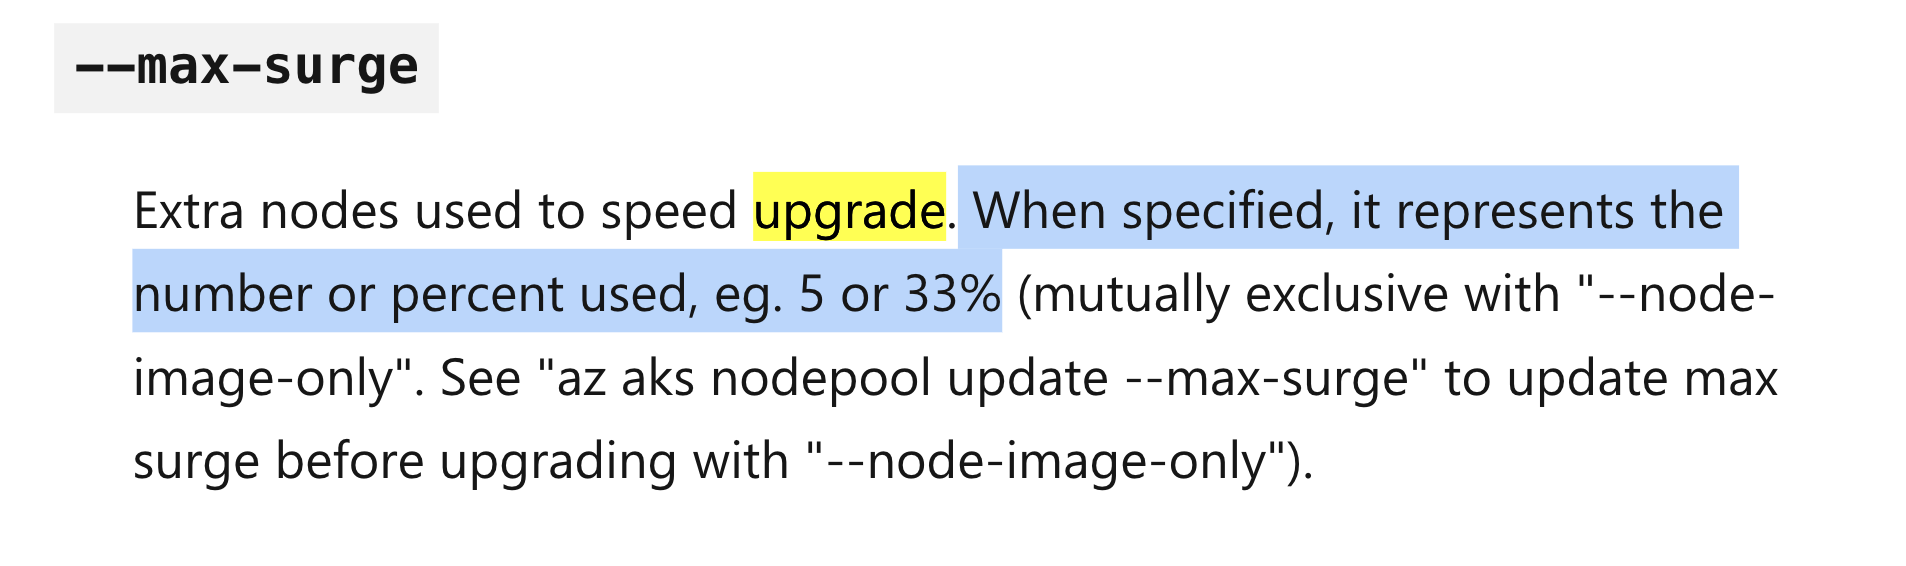 --max-surge
Extra nodes used to speed upgrade. When specified, it represents the
number or percent used, eg. 5 or 33% (mutually exclusive with "--node-
image-only". See "az aks nodepool update --max-surge" to update max
surge before upgrading with "--node-image-only").